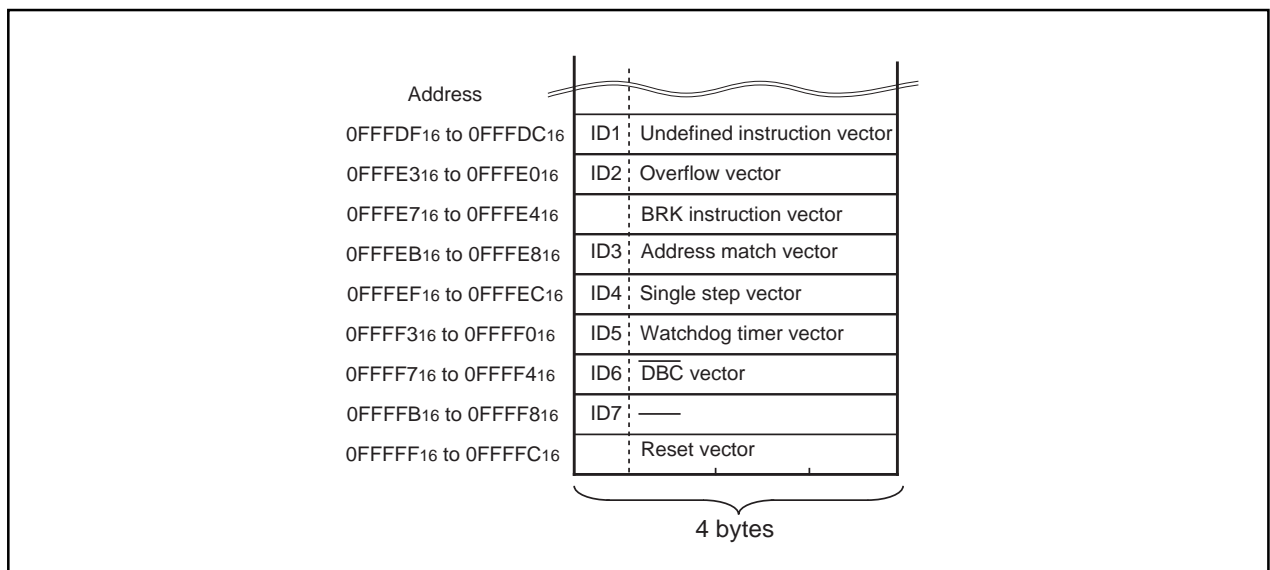 Address
0FFFDF16 to 0FFFDC16 ID1 Undefined instruction vector
0FFFE316 to 0FFFE016 ID2 Overflow vector
0FFFE716 to 0FFFE416 BRK instruction vector
0FFFEB16 to 0FFFE816 ID3 Address match vector
0FFFEF16 to 0FFFEC16 ID4 Single step vector
0FFFF316 to 0FFFF016 ID5 Watchdog timer vector
0FFFF716 to 0FFFF416 ID6 D̅B̅C̅ vector
0FFFFB16 to 0FFFF816 ID7 —
0FFFFF16 to 0FFFFC16 Reset vector
4 bytes